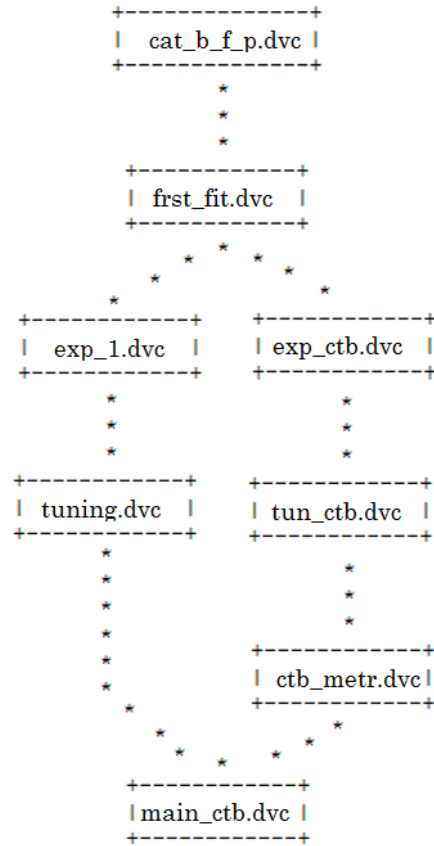 cat_b_f_p.dvc
frst_fit.dvc
exp_1.dvc
exp_ctb.dvc
tuning.dvc
tun_ctb.dvc
ctb_metr.dvc
main_ctb.dvc